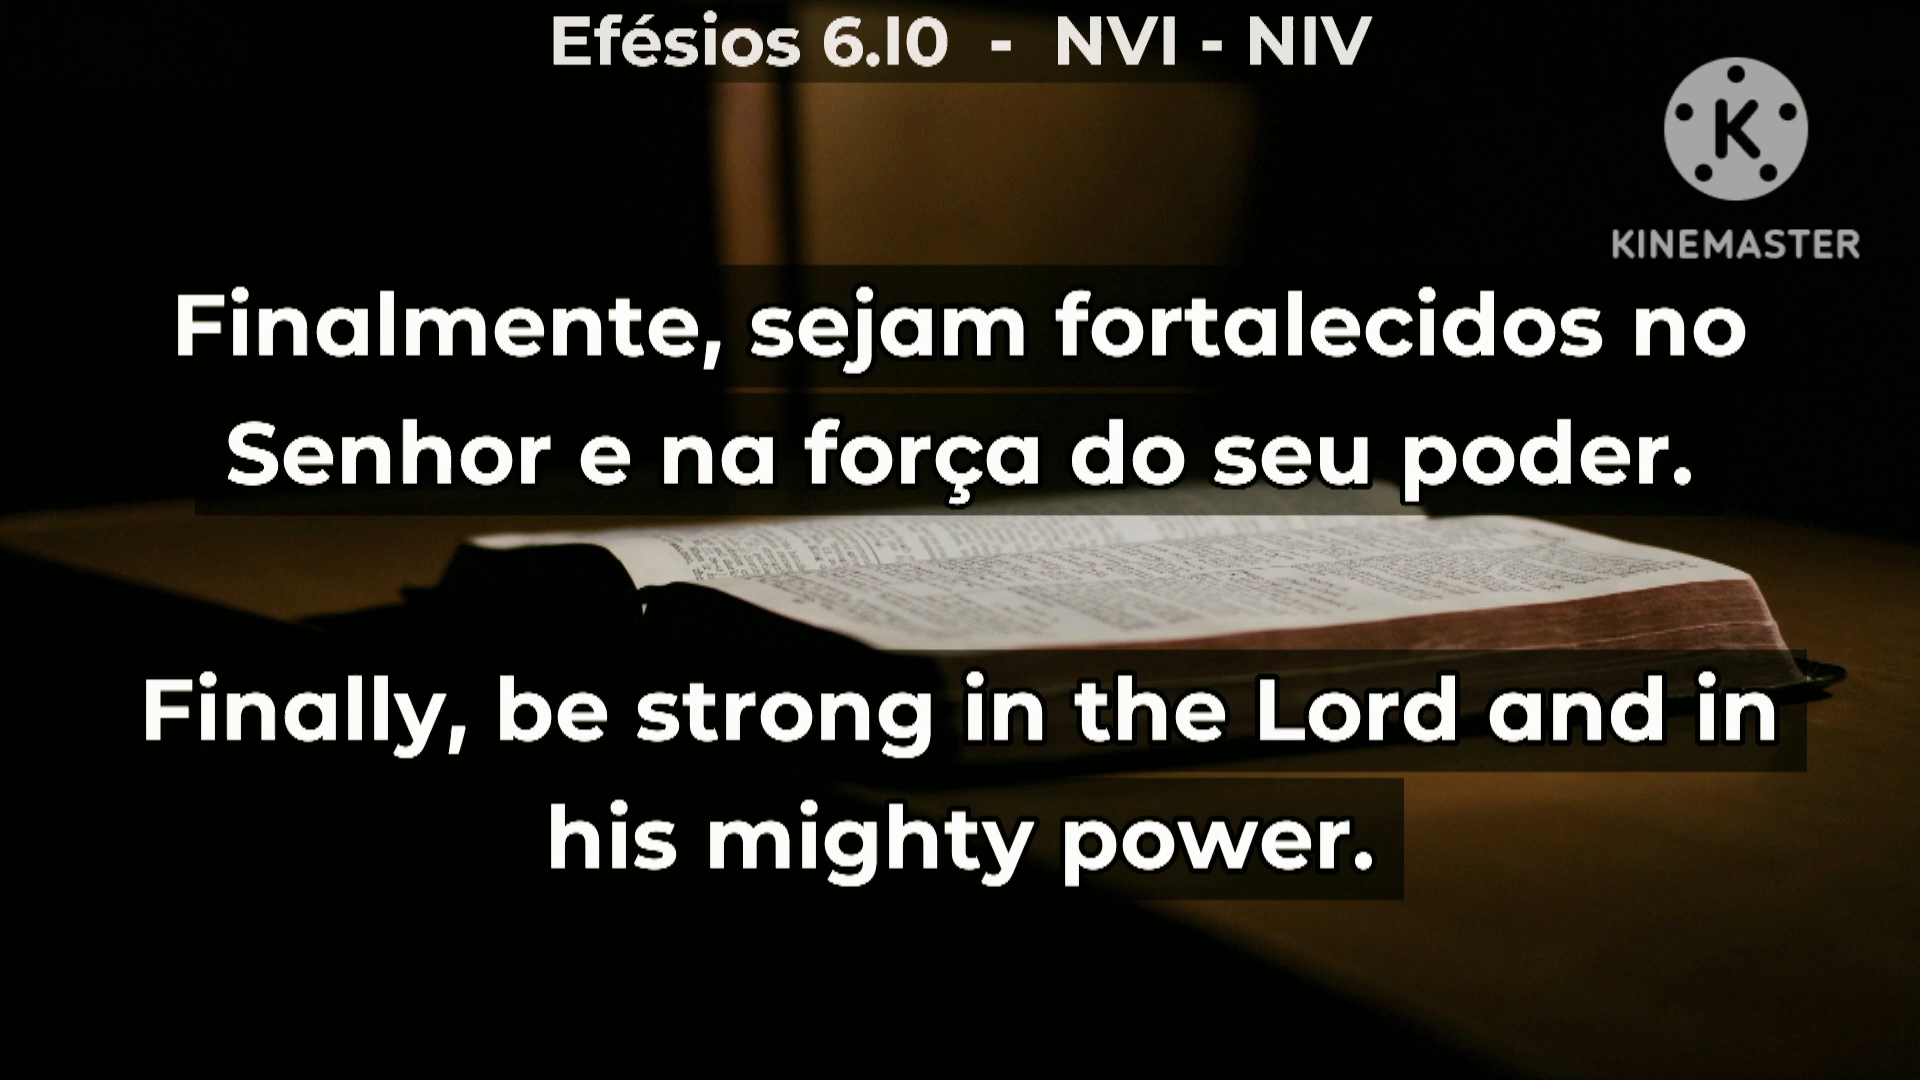 Efésios 6.10 - NVI - NIV
K
KINEMASTER
Finalmente, sejam fortalecidos no
Senhor e na força do seu poder.
Finally, be strong in the Lord and in
his mighty power.